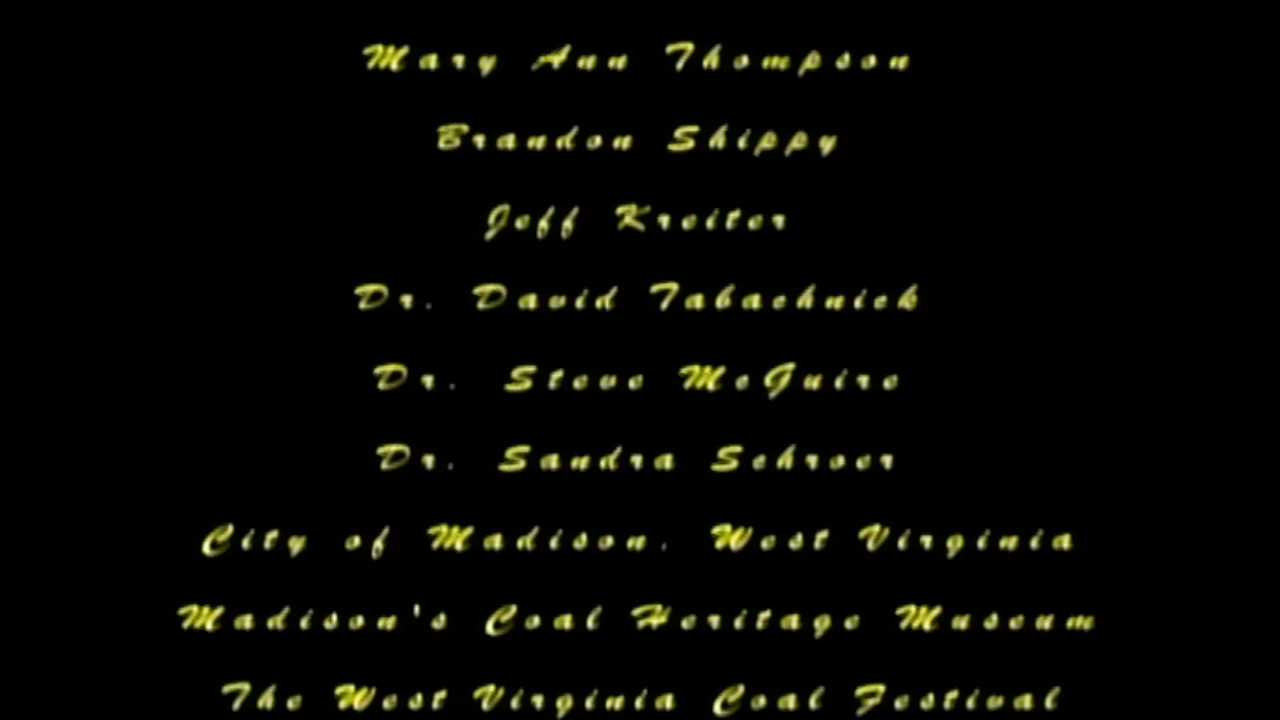 Mary Ann Thompson
Brandon Shippy
Jeff Kreiter
Dr. David Tabachnick
Dr. Steve McGuire
Dr. Sandra Schroer
City of Madison, West Virginia
Madison's Coal Heritage Museum
The West Virginia Coal Festival